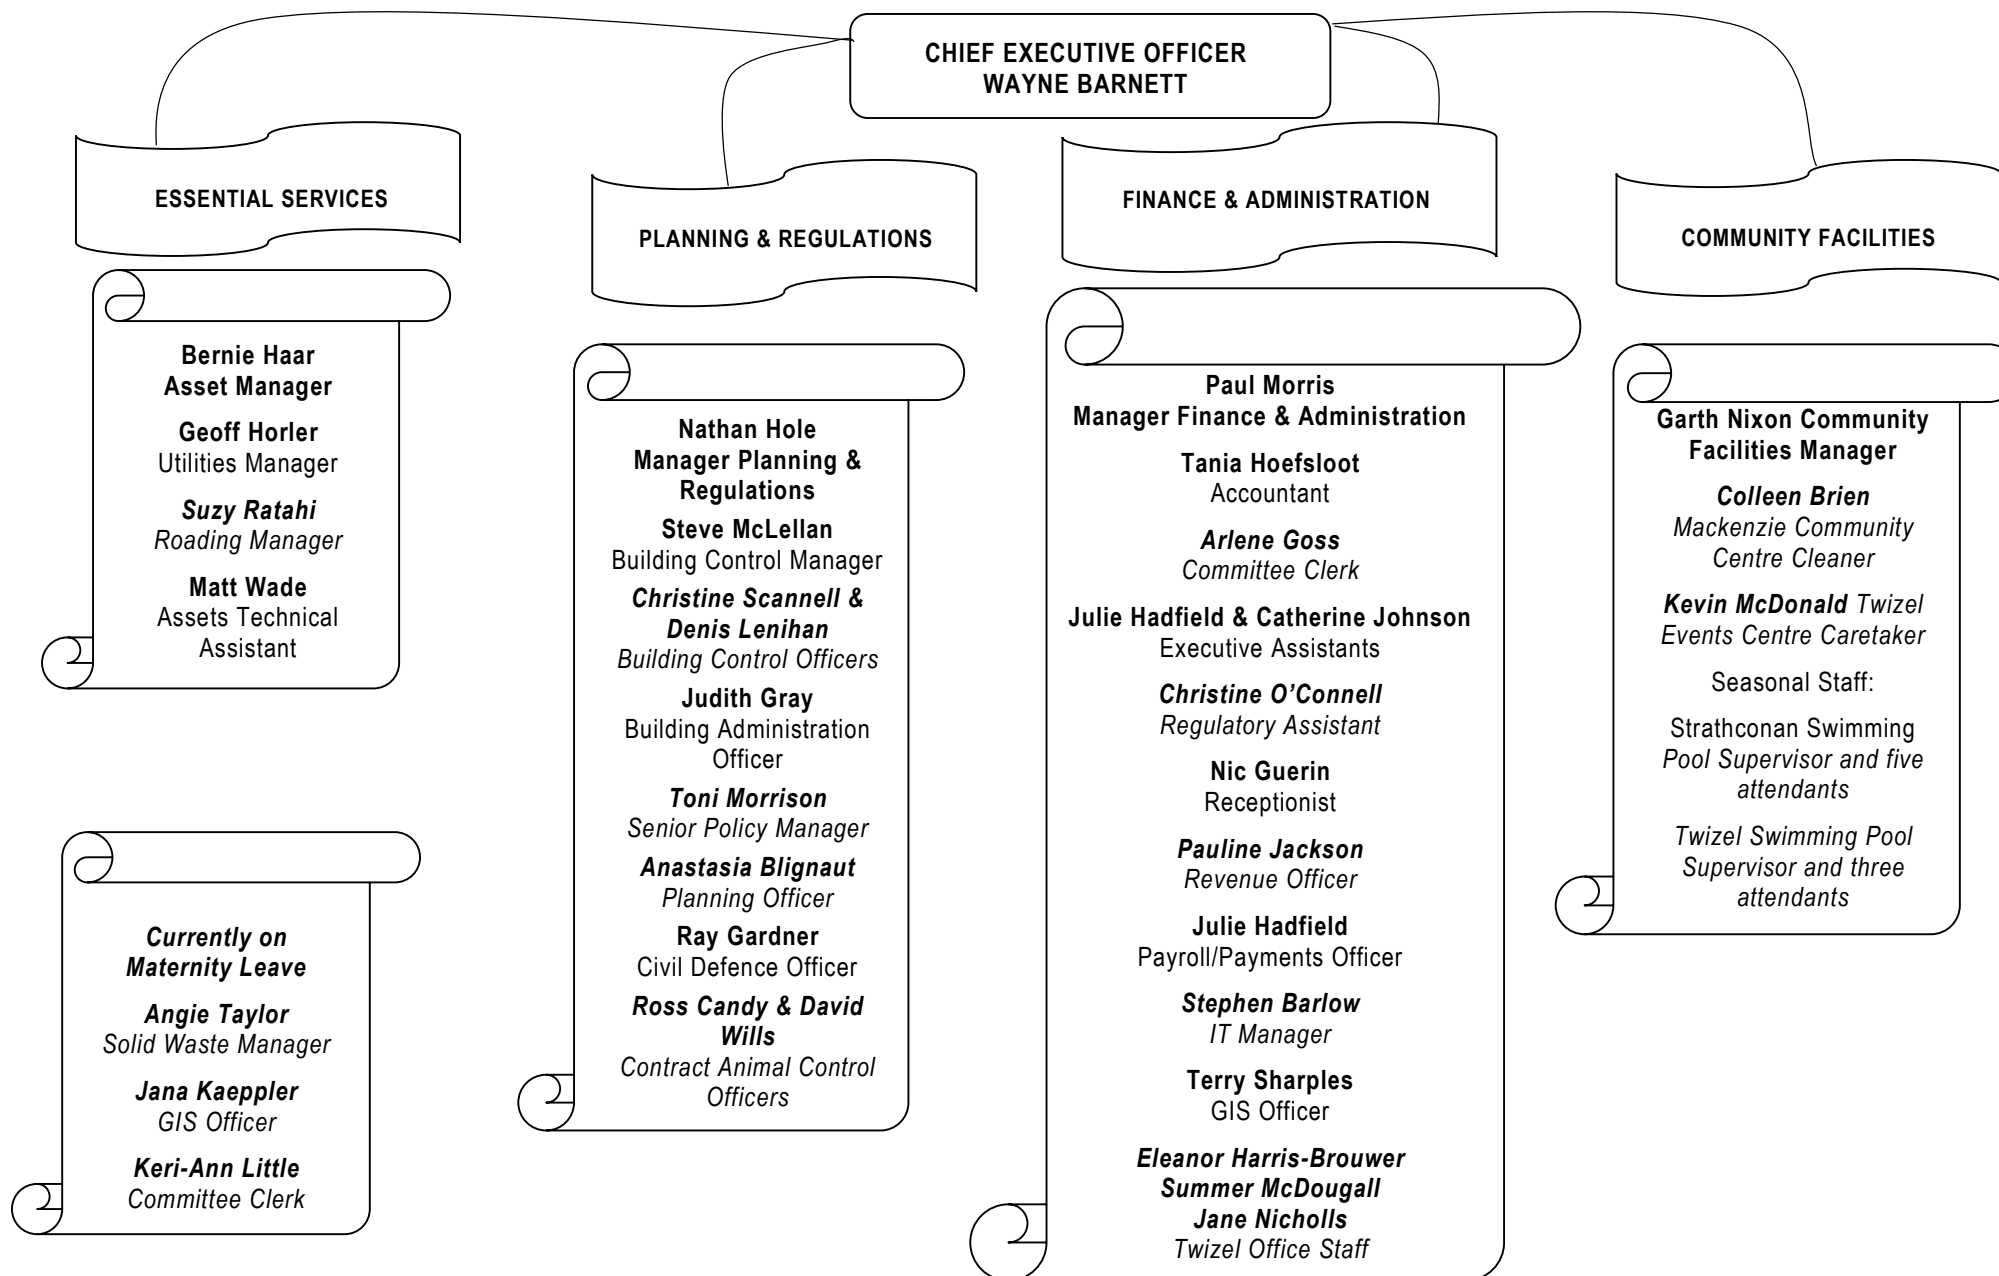 CHIEF EXECUTIVE OFFICER
WAYNE BARNETT
ESSENTIAL SERVICES
Bernie Haar
Asset Manager
Geoff Horler
Utilities Manager
Suzy Ratahi
Roading Manager
Matt Wade
Assets Technical
Assistant
Currently on
Maternity Leave
Angie Taylor
Solid Waste Manager
Jana Kaeppler
GIS Officer
Keri-Ann Little
Committee Clerk
PLANNING & REGULATIONS
Nathan Hole
Manager Planning &
Regulations
Steve McLellan
Building Control Manager
Christine Scannell &
Denis Lenihan
Building Control Officers
Judith Gray
Building Administration
Officer
Toni Morrison
Senior Policy Manager
Anastasia Blignaut
Planning Officer
Ray Gardner
Civil Defence Officer
Ross Candy & David
Wills
Contract Animal Control
Officers
FINANCE & ADMINISTRATION
Paul Morris
Manager Finance & Administration
Tania Hoefsloot
Accountant
Arlene Goss
Committee Clerk
Julie Hadfield & Catherine Johnson
Executive Assistants
Christine O’Connell
Regulatory Assistant
Nic Guerin
Receptionist
Pauline Jackson
Revenue Officer
Julie Hadfield
Payroll/Payments Officer
Stephen Barlow
IT Manager
Terry Sharples
GIS Officer
Eleanor Harris-Brouwer
Summer McDougall
Jane Nicholls
Twizel Office Staff
COMMUNITY FACILITIES
Garth Nixon Community
Facilities Manager
Colleen Brien
Mackenzie Community
Centre Cleaner
Kevin McDonald Twizel
Events Centre Caretaker
Seasonal Staff:
Strathconan Swimming
Pool Supervisor and five
attendants
Twizel Swimming Pool
Supervisor and three
attendants